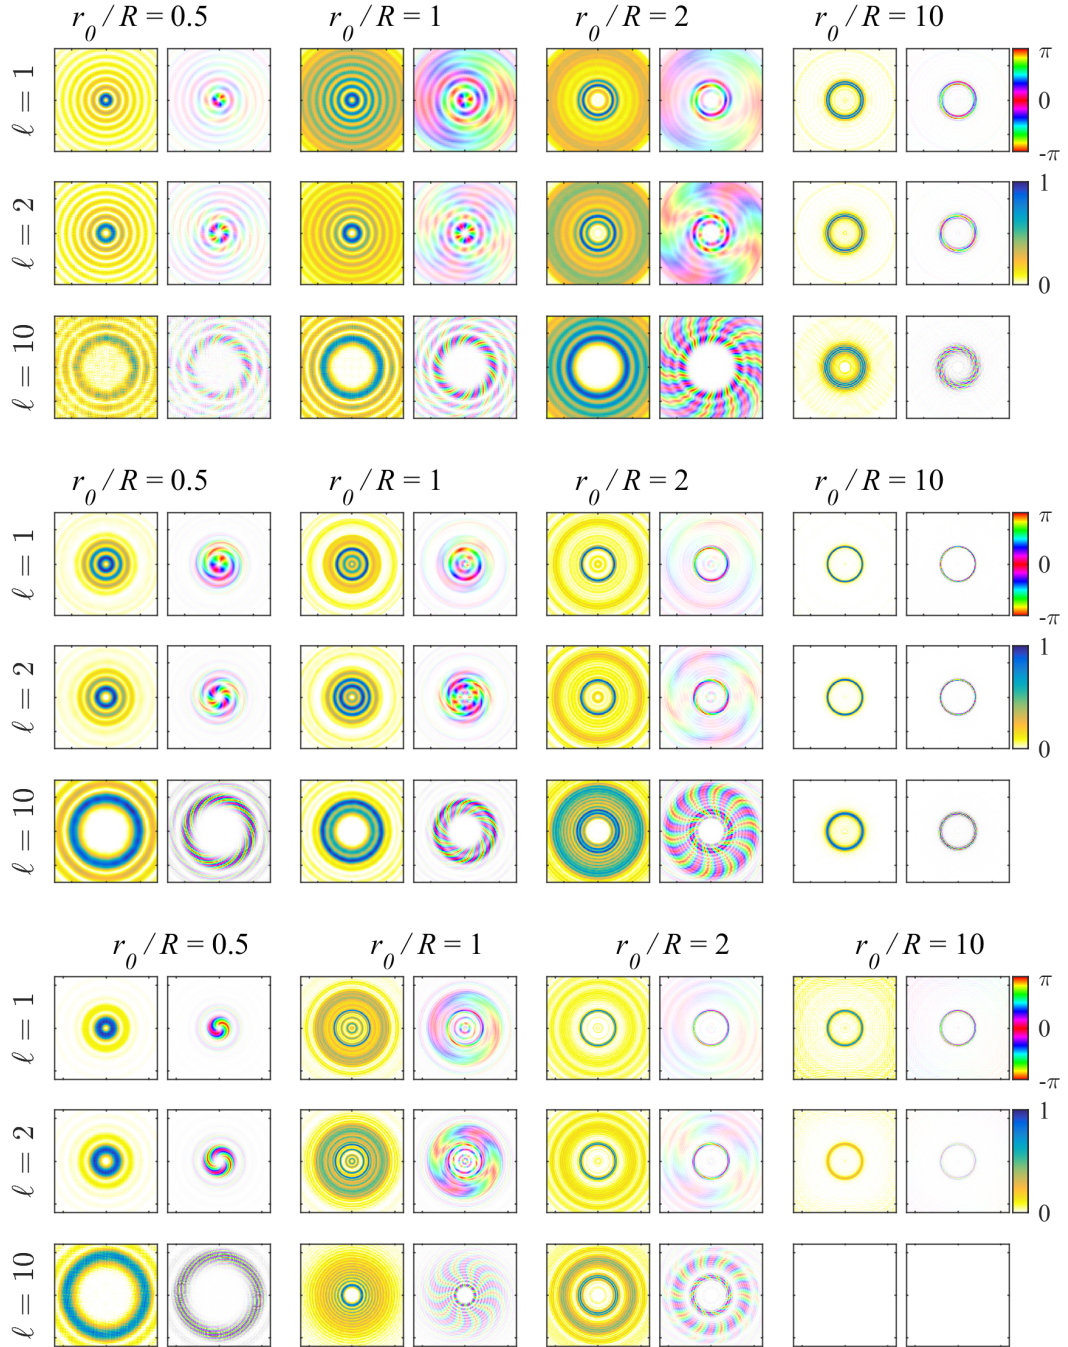 r0/R = 0.5 r0/R = 1 r0/R = 2 r0/R = 10
ℓ = 1 π 0 -π
ℓ = 2 1 0
ℓ = 10
r0/R = 0.5 r0/R = 1 r0/R = 2 r0/R = 10
ℓ = 1 π 0 -π
ℓ = 2 1 0
ℓ = 10
r0/R = 0.5 r0/R = 1 r0/R = 2 r0/R = 10
ℓ = 1 π 0 -π
ℓ = 2 1 0
ℓ = 10